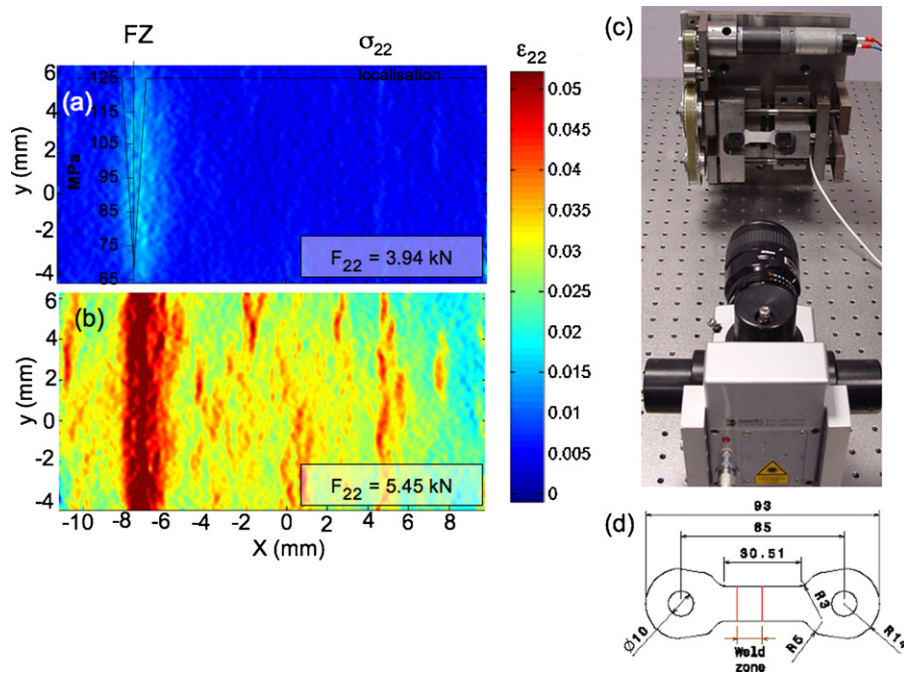 FZ
σ22
ε22
(c)
(a)
localisation
6
4
2
0
-2
-4
y (mm)
125
115
105
95
85
75
65
MPa
F22 = 3.94 kN
0.05
0.045
0.04
0.035
0.03
0.025
0.02
0.015
0.01
0.005
0
(b)
4
2
0
-2
-4
y (mm)
F22 = 5.45 kN
-10 -8 -6 -4 -2 0 2 4 6 8
X (mm)
DANTEC
(d)
93
65
30.51
Ø10
R3
R5
R14
Weld
zone